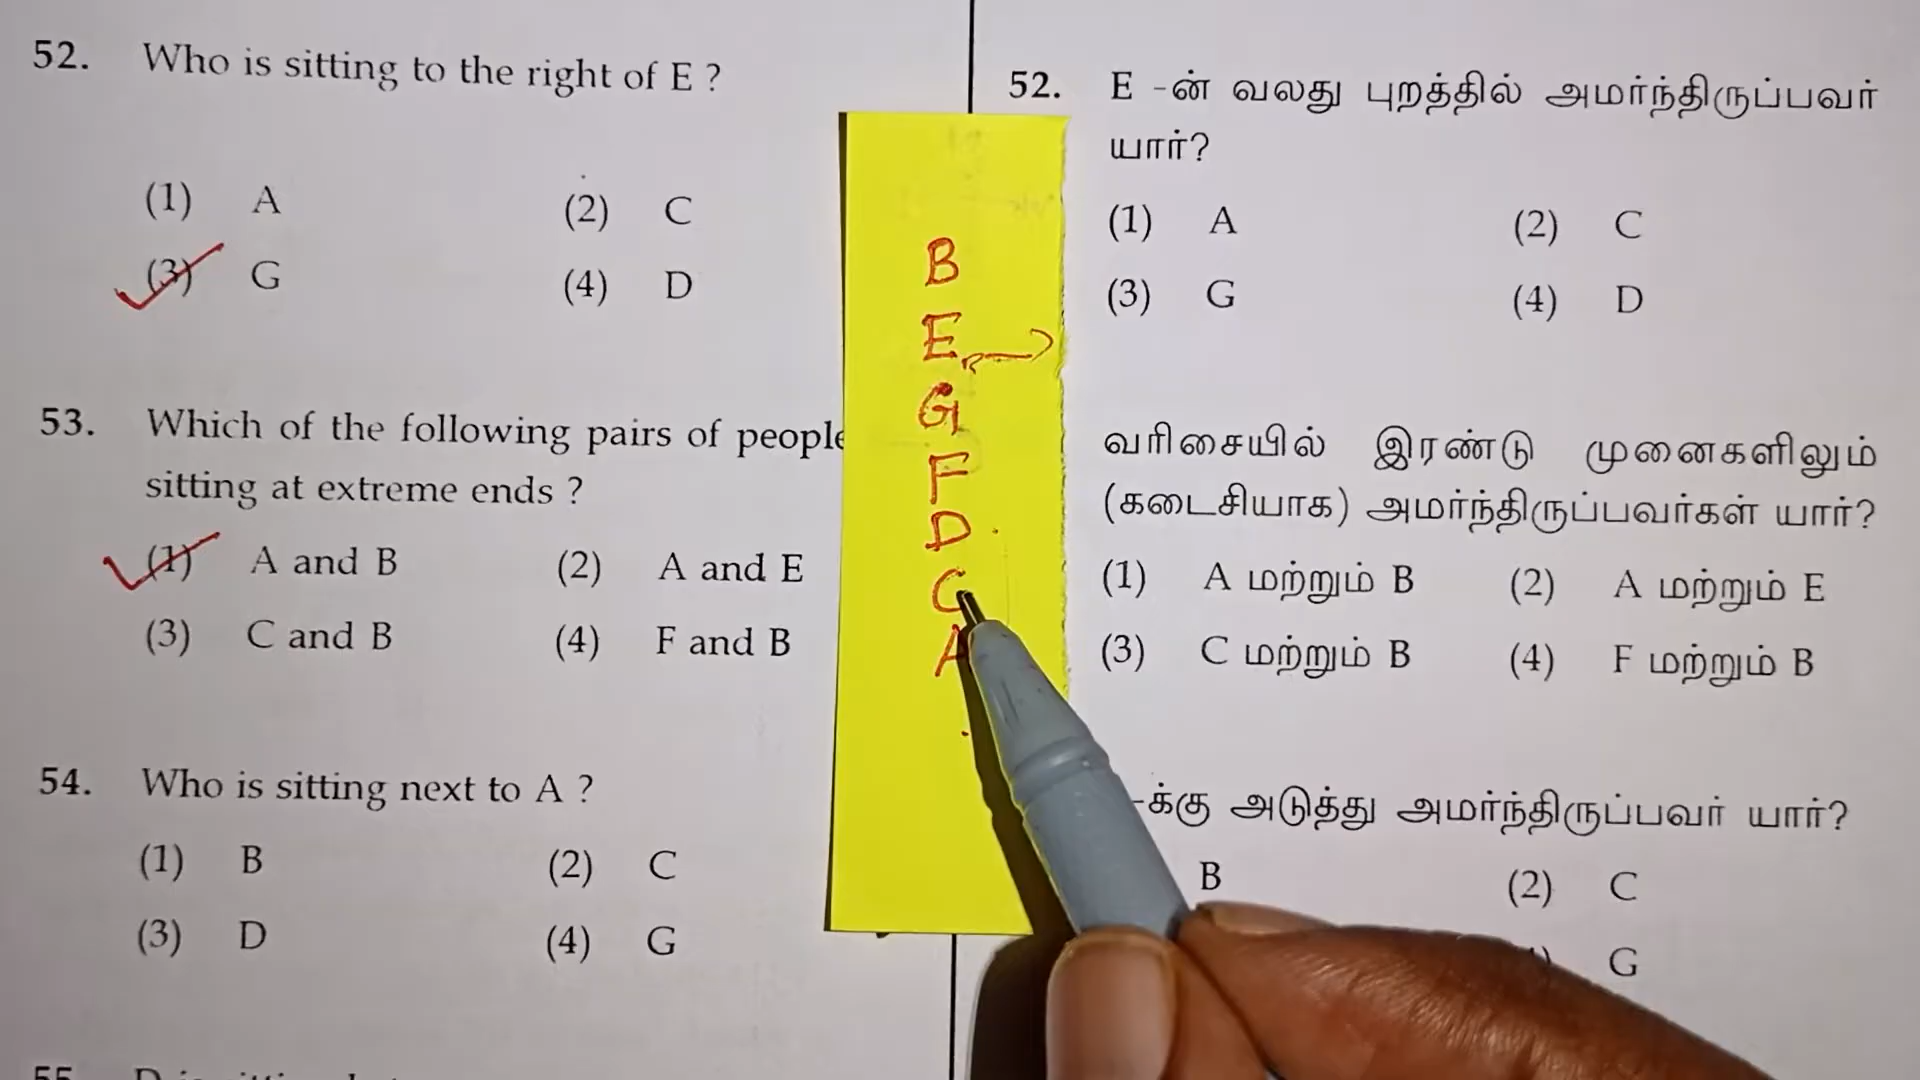 52. Who is sitting to the right of E ?
(1) A (2) C
(3) G (4) D
53. Which of the following pairs of people
sitting at extreme ends ?
(1) A and B (2) A and E
(3) C and B (4) F and B
54. Who is sitting next to A ?
(1) B (2) C
(3) D (4) G
55.
B
E
G
F
D
C
A
52. E -ன் வலது புறத்தில் அமர்ந்திருப்பவர்
யார்?
(1) A (2) C
(3) G (4) D
வரிசையில் இரண்டு முனைகளிலும்
(கடைசியாக) அமர்ந்திருப்பவர்கள் யார்?
(1) A மற்றும் B (2) A மற்றும் E
(3) C மற்றும் B (4) F மற்றும் B
-க்கு அடுத்து அமர்ந்திருப்பவர் யார்?
B (2) C
G